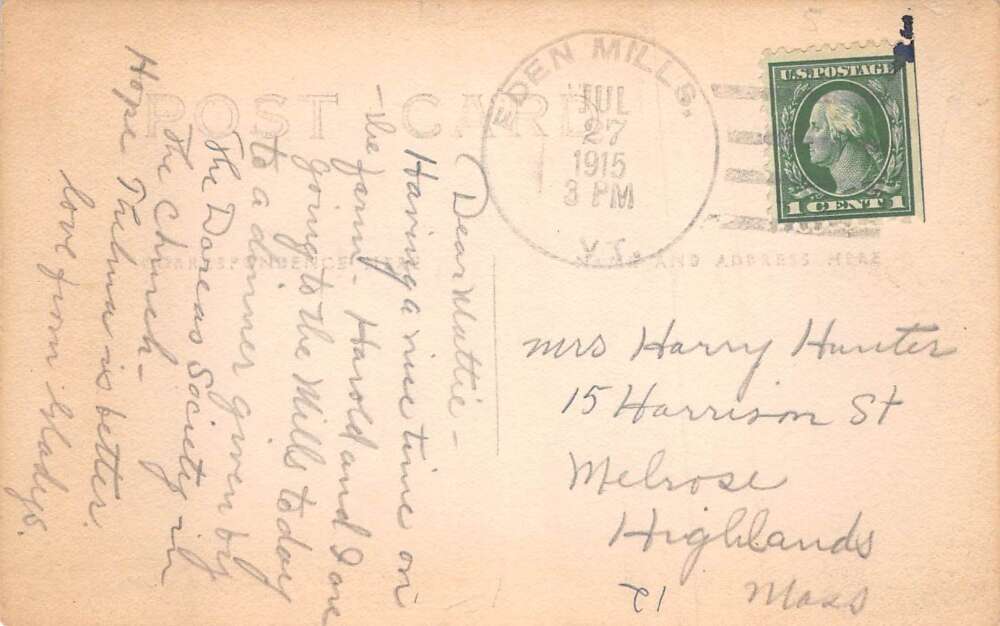 POST CARD
CORRESPONDENCE HERE
NAME AND ADDRESS HERE
EDEN MILLS.
JUL
27
1915
3 PM
VT.
U.S. POSTAGE
1 CENT 1
Dear Mettie -
Having a nice time on
the farm - Harold and I are
going to the Mills today
to a dinner given by
The Dorcas Society in
The Church -
Hope Thelma is better.
love from Gladys.
Mrs Harry Hunter
15 Harrison St
Melrose
Highlands
Mass
21